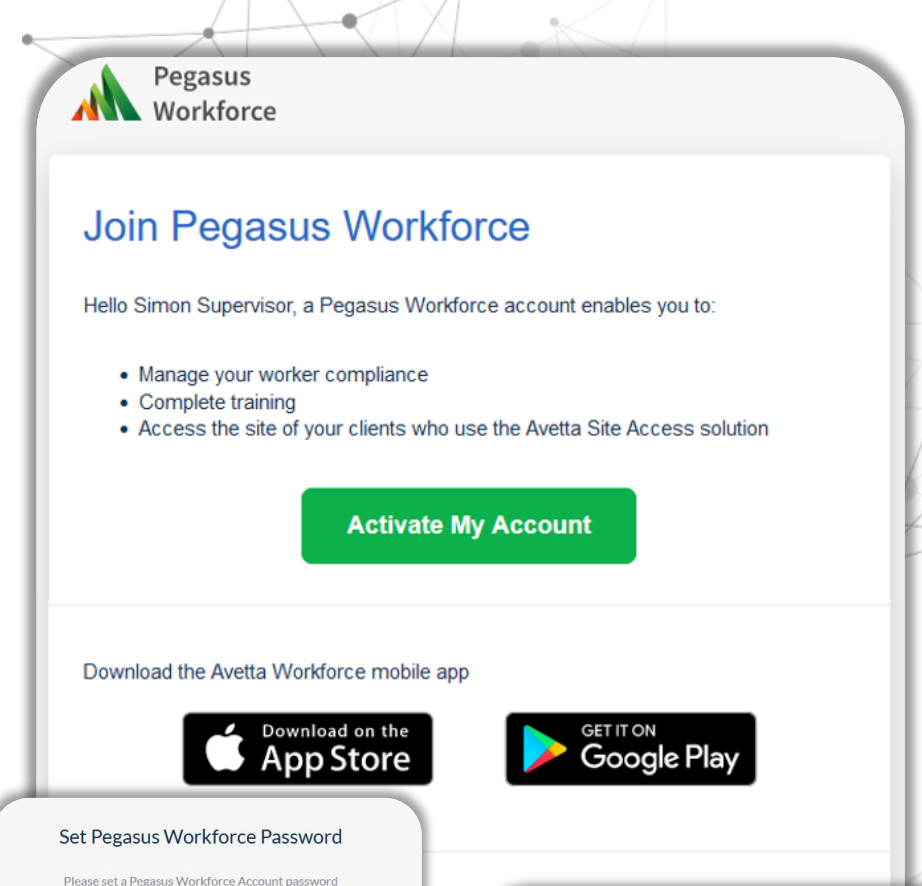 Pegasus
Workforce
Join Pegasus Workforce
Hello Simon Supervisor, a Pegasus Workforce account enables you to:
• Manage your worker compliance
• Complete training
• Access the site of your clients who use the Avetta Site Access solution
Activate My Account
Download the Avetta Workforce mobile app
Download on the
App Store
GET IT ON
Google Play
Set Pegasus Workforce Password
Please set a Pegasus Workforce Account password